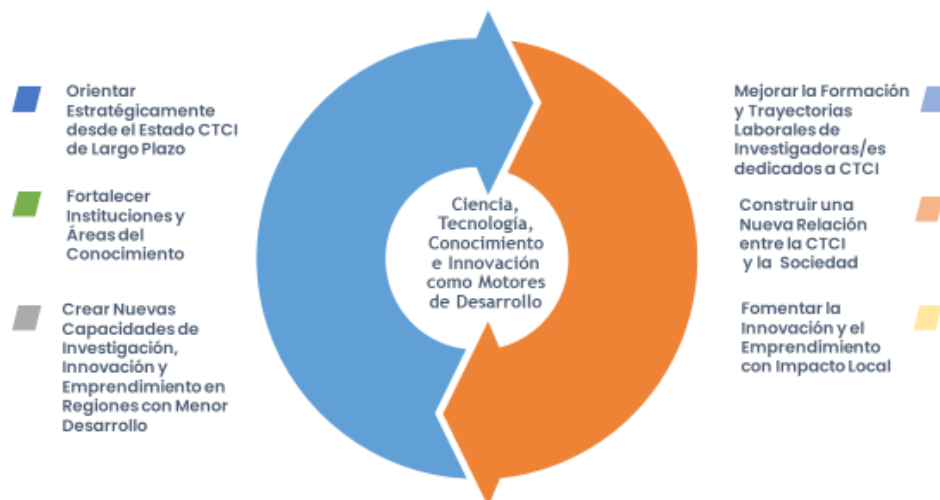 Orientar
Estratégicamente
desde el Estado CTCI
de Largo Plazo
Fortalecer
Instituciones y
Áreas del
Conocimiento
Crear Nuevas
Capacidades de
Investigación,
Innovación y
Emprendimiento en
Regiones con Menor
Desarrollo
Ciencia,
Tecnología,
Conocimiento
e Innovación
como Motores
de Desarrollo
Mejorar la Formación
y Trayectorias
Laborales de
Investigadoras/es
dedicados a CTCI
Construir una
Nueva Relación
entre la CTCI
y la Sociedad
Fomentar la
Innovación y el
Emprendimiento
con Impacto Local